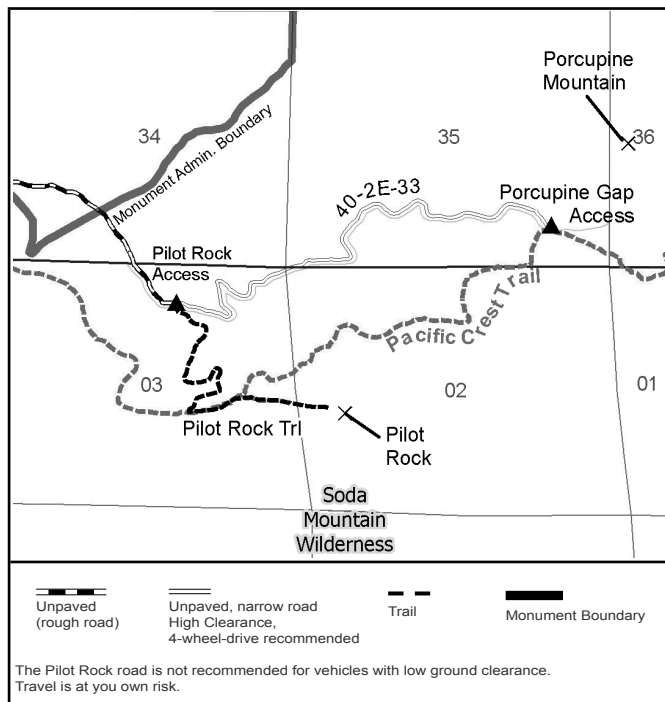 Porcupine
Mountain
34
35
36
Monument Admin. Boundary
40-2E-33
Porcupine Gap
Access
Pilot Rock
Access
Pacific Crest Trail
03
02
01
Pilot Rock Trl
Pilot
Rock
Soda
Mountain
Wilderness
Unpaved
(rough road)
Unpaved, narrow road
High Clearance,
4-wheel-drive recommended
Trail
Monument Boundary
The Pilot Rock road is not recommended for vehicles with low ground clearance.
Travel is at you own risk.